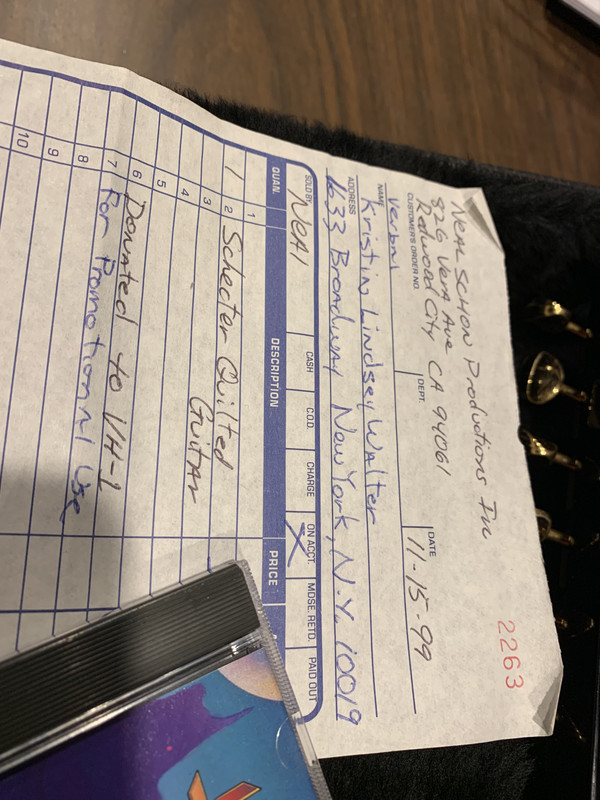 2263
NEAL SCHON Productions Inc
826 Vera Ave
Redwood City CA 94061
CUSTOMER'S ORDER NO. DEPT. DATE
Verbal 11-15-99
NAME
Kristin Lindsey Walter
ADDRESS
1633 Broadway New York, N.Y. 10019
SOLD BY CASH C.O.D. CHARGE ON ACCT. MDSE. RETD. PAID OUT
NeAl X
QUAN. DESCRIPTION PRICE
1
1 2 Schecter Quilted
3 Guitar
4
5
6 Donated to VH-1
7 For Promotional Use
8
9
10